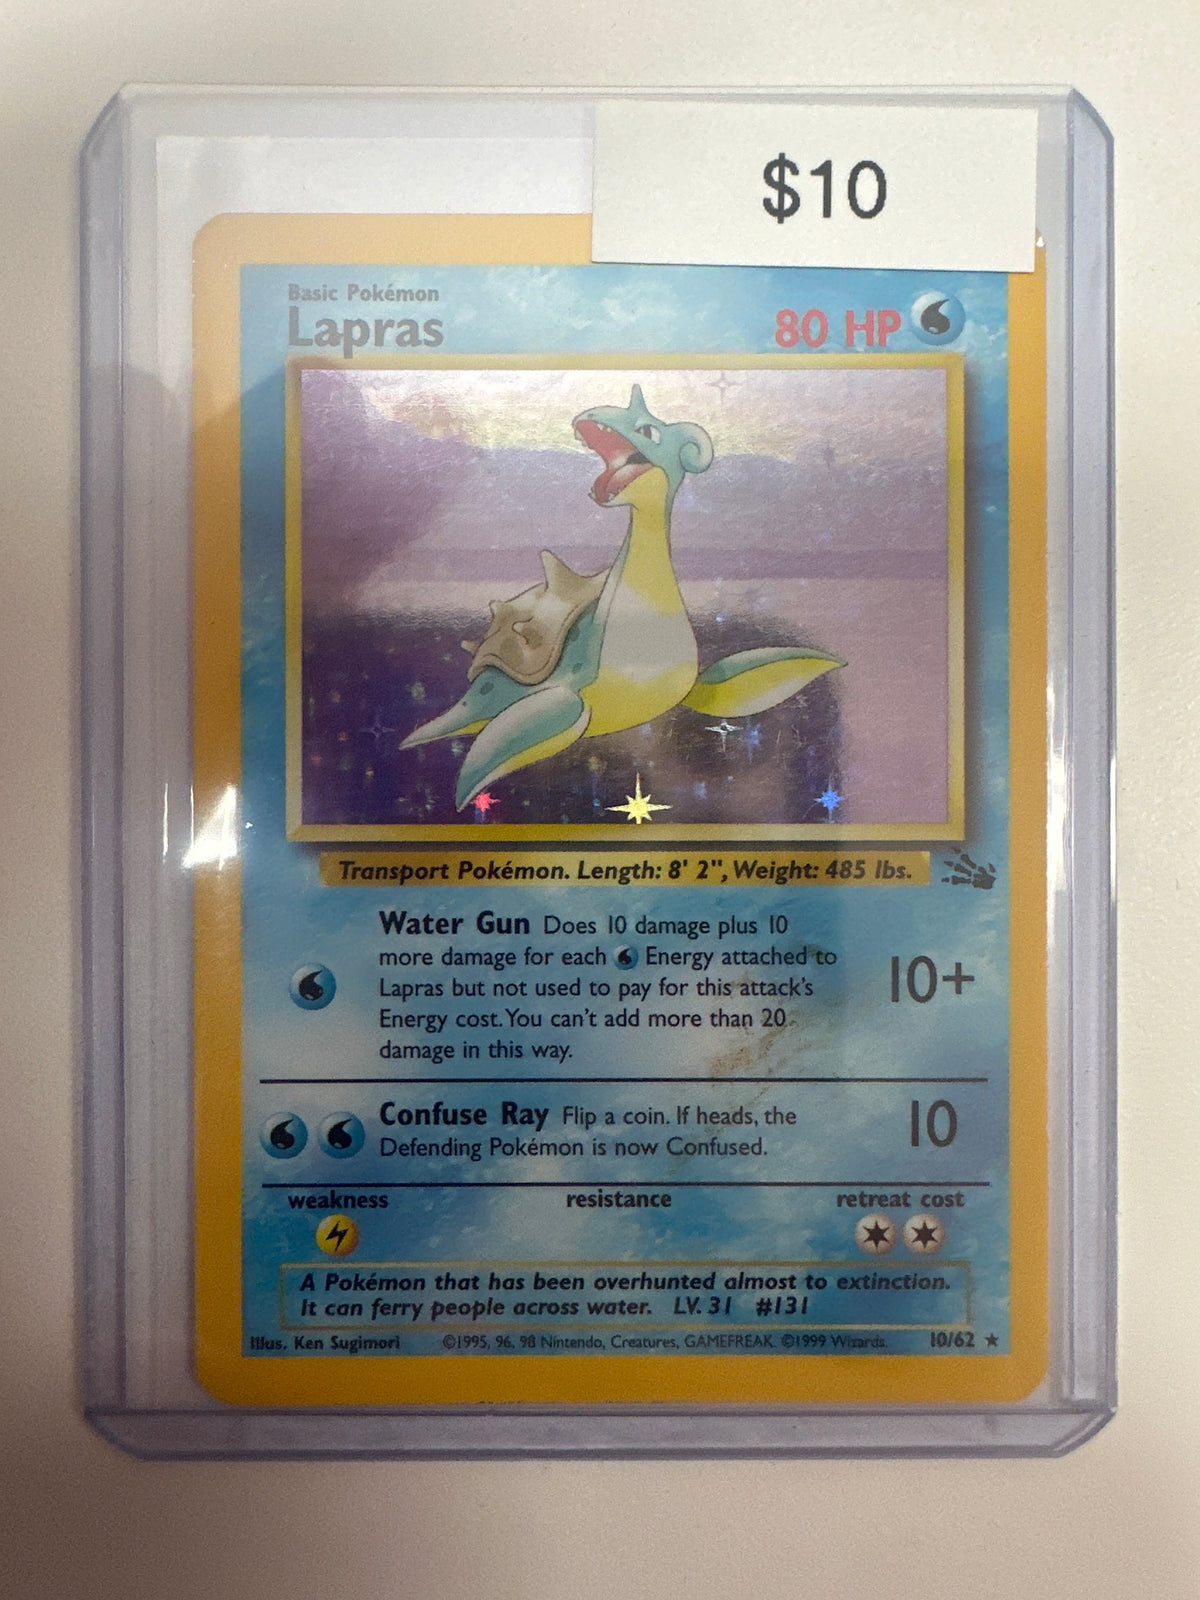 $10
Basic Pokémon
Lapras
80 HP
Transport Pokémon. Length: 8' 2", Weight: 485 lbs.
Water Gun Does 10 damage plus 10
more damage for each Energy attached to
Lapras but not used to pay for this attack's
Energy cost. You can't add more than 20
damage in this way.
10+
Confuse Ray Flip a coin. If heads, the
Defending Pokémon is now Confused.
10
weakness resistance retreat cost
A Pokémon that has been overhunted almost to extinction.
It can ferry people across water. LV. 31 #131
Illus. Ken Sugimori ©1995, 96, 98 Nintendo, Creatures, GAMEFREAK. ©1999 Wizards. 10/62 ★